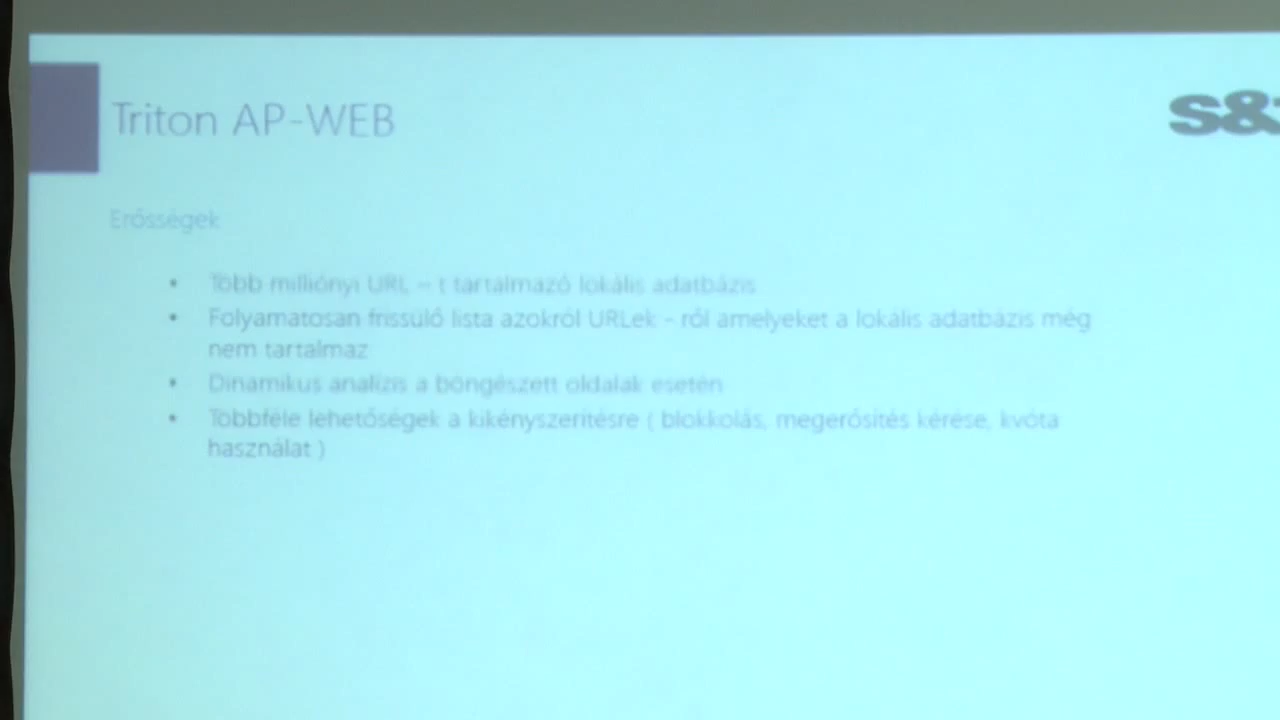 Triton AP-WEB
S&
Erősségek
• Több milliónyi URL – t tartalmazó lokális adatbázis
• Folyamatosan frissülő lista azokról URLek - ről amelyeket a lokális adatbázis még
nem tartalmaz
• Dinamikus analízis a böngészett oldalak esetén
• Többféle lehetőségek a kikényszerítésre ( blokkolás, megerősítés kérése, kvóta
használat )